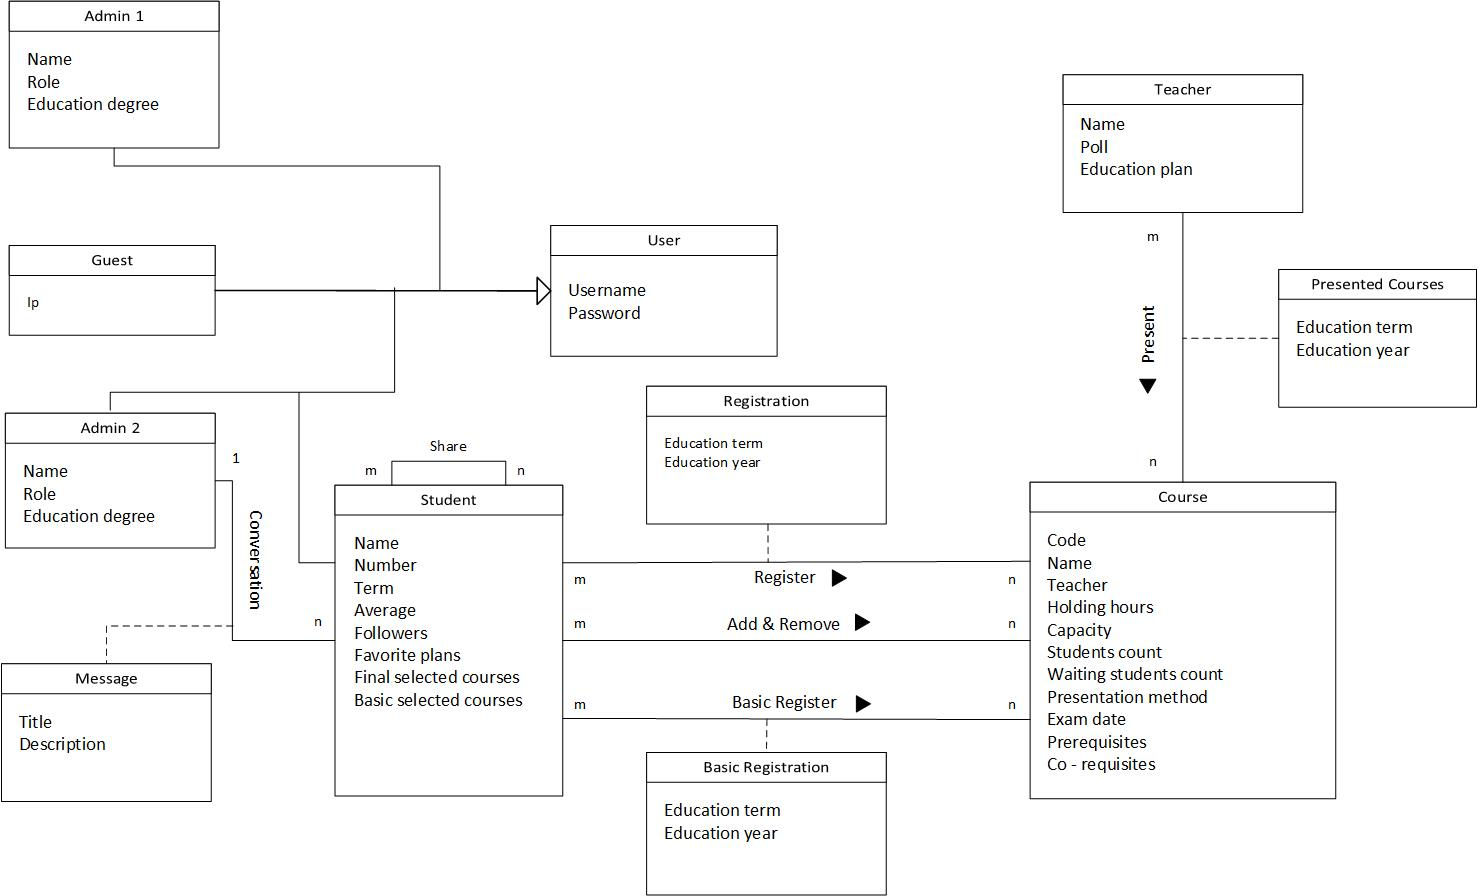 Admin 1
Name
Role
Education degree
Teacher
Name
Poll
Education plan
m
Present
n
Presented Courses
Education term
Education year
Guest
Ip
User
Username
Password
Admin 2
Name
Role
Education degree
1
Conversation
n
Message
Title
Description
Share
m
n
Student
Name
Number
Term
Average
Followers
Favorite plans
Final selected courses
Basic selected courses
Registration
Education term
Education year
m
Register
n
m
Add & Remove
n
m
Basic Register
n
Basic Registration
Education term
Education year
Course
Code
Name
Teacher
Holding hours
Capacity
Students count
Waiting students count
Presentation method
Exam date
Prerequisites
Co - requisites